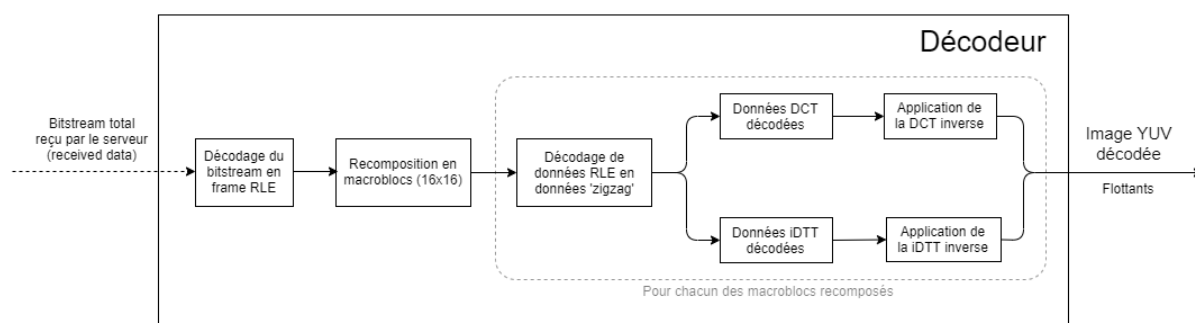 Décodeur
Bitstream total
reçu par le serveur
(received data)
Décodage du
bitstream en
frame RLE
Recomposition en
macroblocs (16x16)
Décodage de
données RLE en
données 'zigzag'
Données DCT
décodées
Application de
la DCT inverse
Données iDTT
décodées
Application de
la iDTT inverse
Pour chacun des macroblocs recomposés
Image YUV
décodée
Flottants